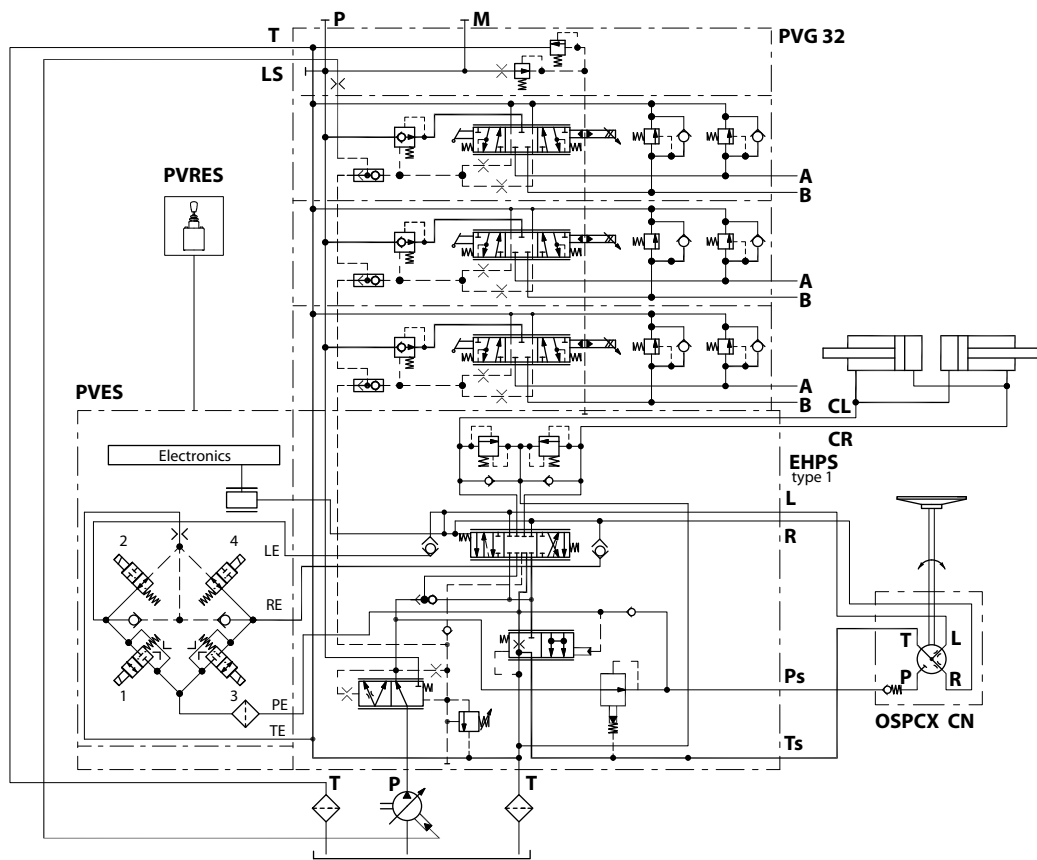 P M
T PVG 32
LS
A
B
PVRES
A
B
A
B
PVES
CL
CR
Electronics
EHPS
type 1
L
R
2 4
LE
RE
T L
P R
1 3
PE
TE
Ps
OSPCX CN
Ts
T P T